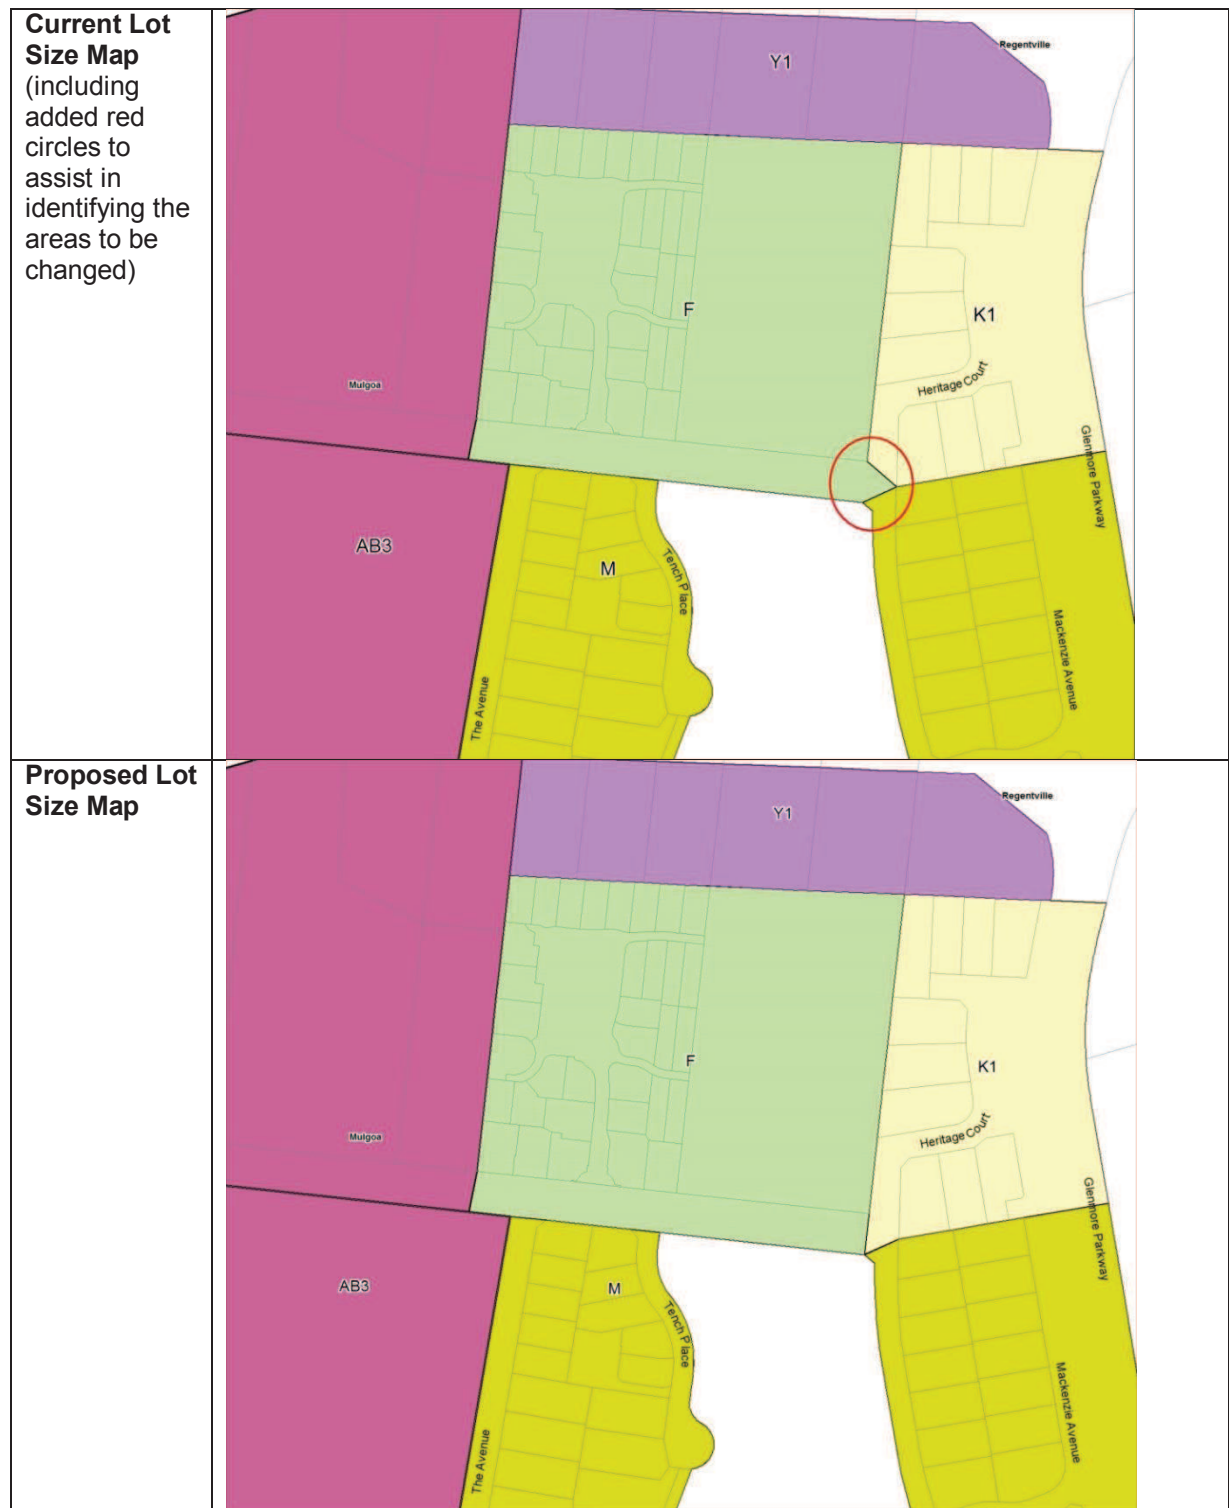 Current Lot
Size Map
(including
added red
circles to
assist in
identifying the
areas to be
changed)
Regentville
Y1
F
K1
Mulgoa
Heritage Court
Glenmore Parkway
AB3
M
Tench Place
Mackenzie Avenue
The Avenue
Proposed Lot
Size Map
Regentville
Y1
F
K1
Mulgoa
Heritage Court
Glenmore Parkway
AB3
M
Tench Place
Mackenzie Avenue
The Avenue